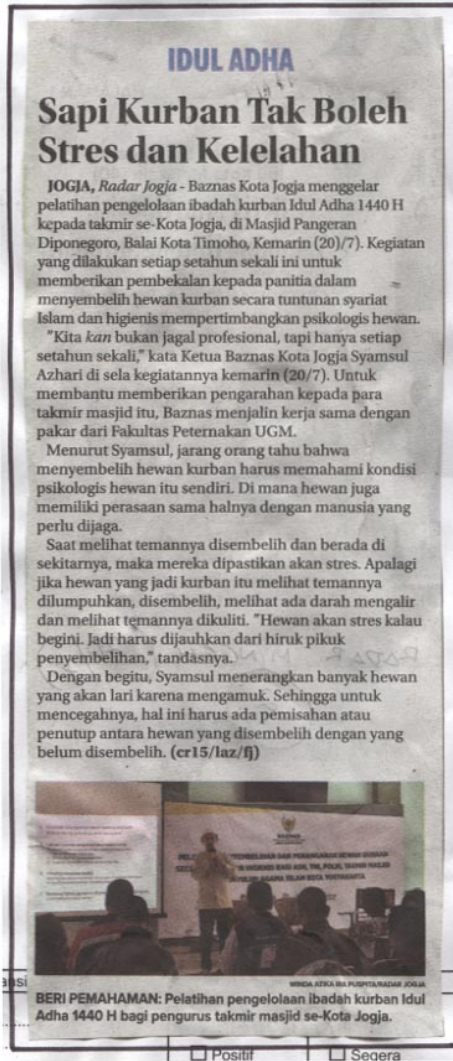 IDUL ADHA
Sapi Kurban Tak Boleh
Stres dan Kelelahan
JOGJA, Radar Jogja - Baznas Kota Jogja menggelar
pelatihan pengelolaan ibadah kurban Idul Adha 1440 H
kepada takmir se-Kota Jogja, di Masjid Pangeran
Diponegoro, Balai Kota Timoho, Kemarin (20)/7). Kegiatan
yang dilakukan setiap setahun sekali ini untuk
memberikan pembekalan kepada panitia dalam
menyembelih hewan kurban secara tuntunan syariat
Islam dan higienis mempertimbangkan psikologis hewan.
"Kita kan bukan jagal profesional, tapi hanya setiap
setahun sekali," kata Ketua Baznas Kota Jogja Syamsul
Azhari di sela kegiatannya kemarin (20/7). Untuk
membantu memberikan pengarahan kepada para
takmir masjid itu, Baznas menjalin kerja sama dengan
pakar dari Fakultas Peternakan UGM.
Menurut Syamsul, jarang orang tahu bahwa
menyembelih hewan kurban harus memahami kondisi
psikologis hewan itu sendiri. Di mana hewan juga
memiliki perasaan sama halnya dengan manusia yang
perlu dijaga.
Saat melihat temannya disembelih dan berada di
sekitarnya, maka mereka dipastikan akan stres. Apalagi
jika hewan yang jadi kurban itu melihat temannya
dilumpuhkan, disembelih, melihat ada darah mengalir
dan melihat temannya dikuliti. "Hewan akan stres kalau
begini. Jadi harus dijauhkan dari hiruk pikuk
penyembelihan," tandasnya.
Dengan begitu, Syamsul menerangkan banyak hewan
yang akan lari karena mengamuk. Sehingga untuk
mencegahnya, hal ini harus ada pemisahan atau
penutup antara hewan yang disembelih dengan yang
belum disembelih. (cr15/laz/fj)
WINDA ATIKA IRA PUSPITA/RADAR JOGJA
BERI PEMAHAMAN: Pelatihan pengelolaan ibadah kurban Idul
Adha 1440 H bagi pengurus takmir masjid se-Kota Jogja.
Positif
Segera